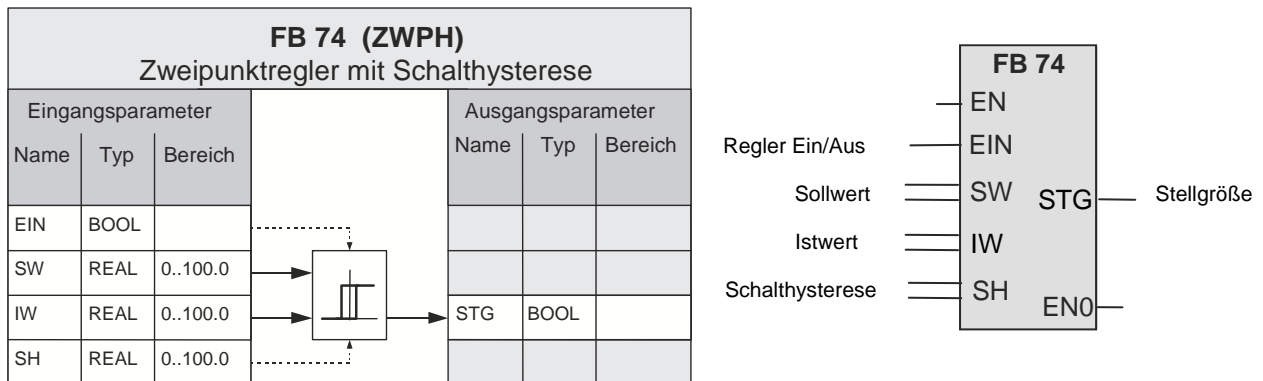 FB 74 (ZWPH)
Zweipunktregler mit Schalthysterese
Eingangsparameter
Ausgangsparameter
Name Typ Bereich
Name Typ Bereich
EIN BOOL
SW REAL 0..100.0
IW REAL 0..100.0
STG BOOL
SH REAL 0..100.0
FB 74
EN
Regler Ein/Aus EIN
Sollwert SW STG Stellgröße
Istwert IW
Schalthysterese SH
EN0